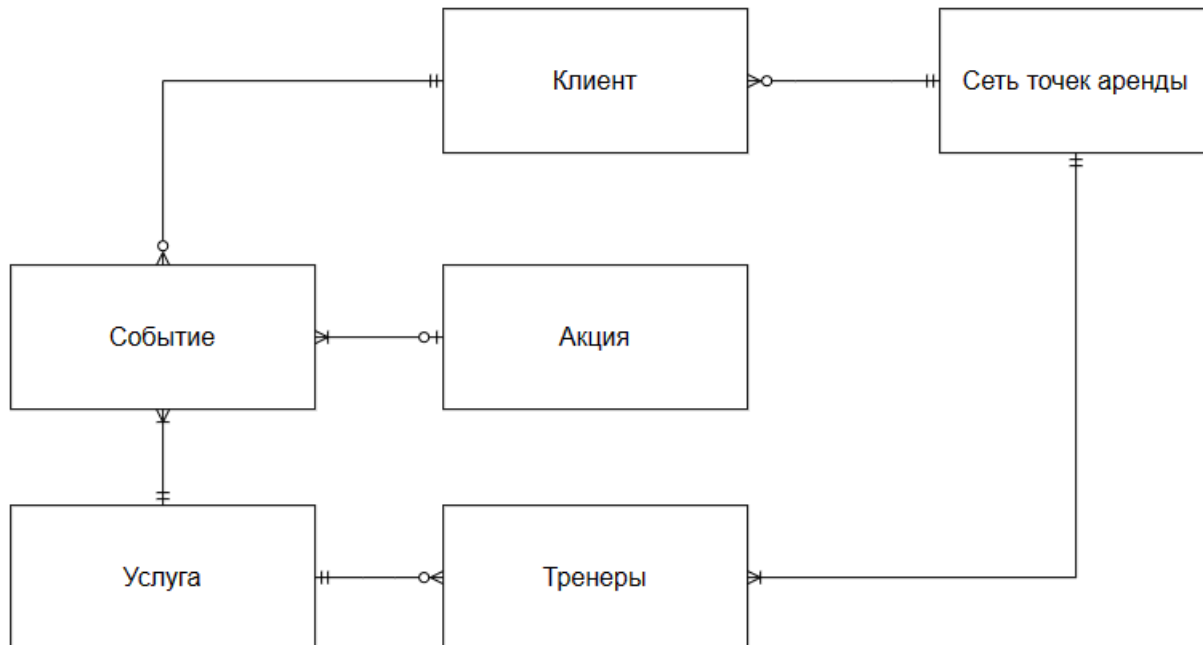 Клиент
Сеть точек аренды
Событие
Акция
Услуга
Тренеры